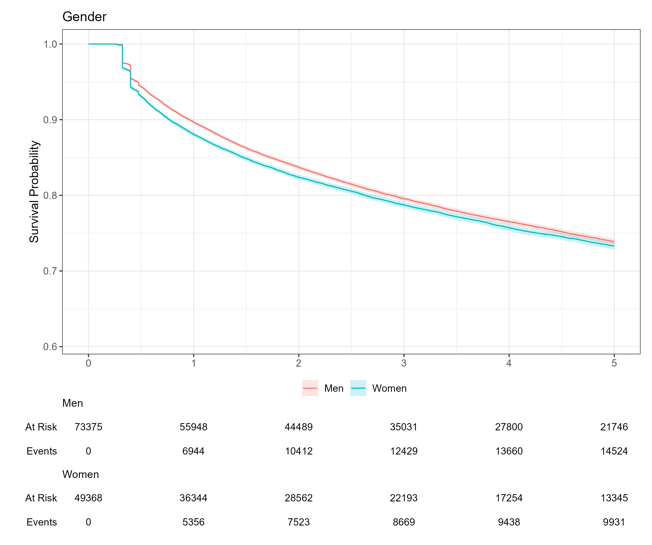 Gender
Survival Probability
1.0
0.9
0.8
0.7
0.6
0 1 2 3 4 5
Men Women
Men
At Risk 73375 55948 44489 35031 27800 21746
Events 0 6944 10412 12429 13660 14524
Women
At Risk 49368 36344 28562 22193 17254 13345
Events 0 5356 7523 8669 9438 9931